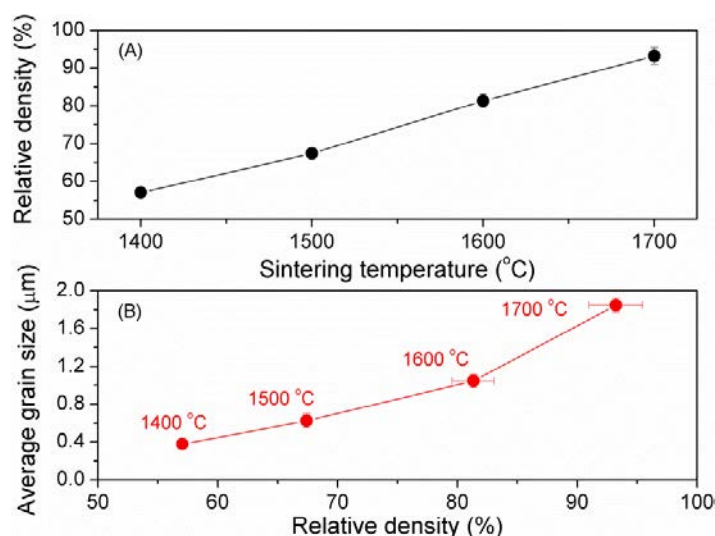 (A)
Relative density (%)
100
90
80
70
60
50
1400 1500 1600 1700
Sintering temperature (°C)
(B)
Average grain size (μm)
2.0
1.6
1.2
0.8
0.4
0.0
1400 °C
1500 °C
1600 °C
1700 °C
50 60 70 80 90 100
Relative density (%)